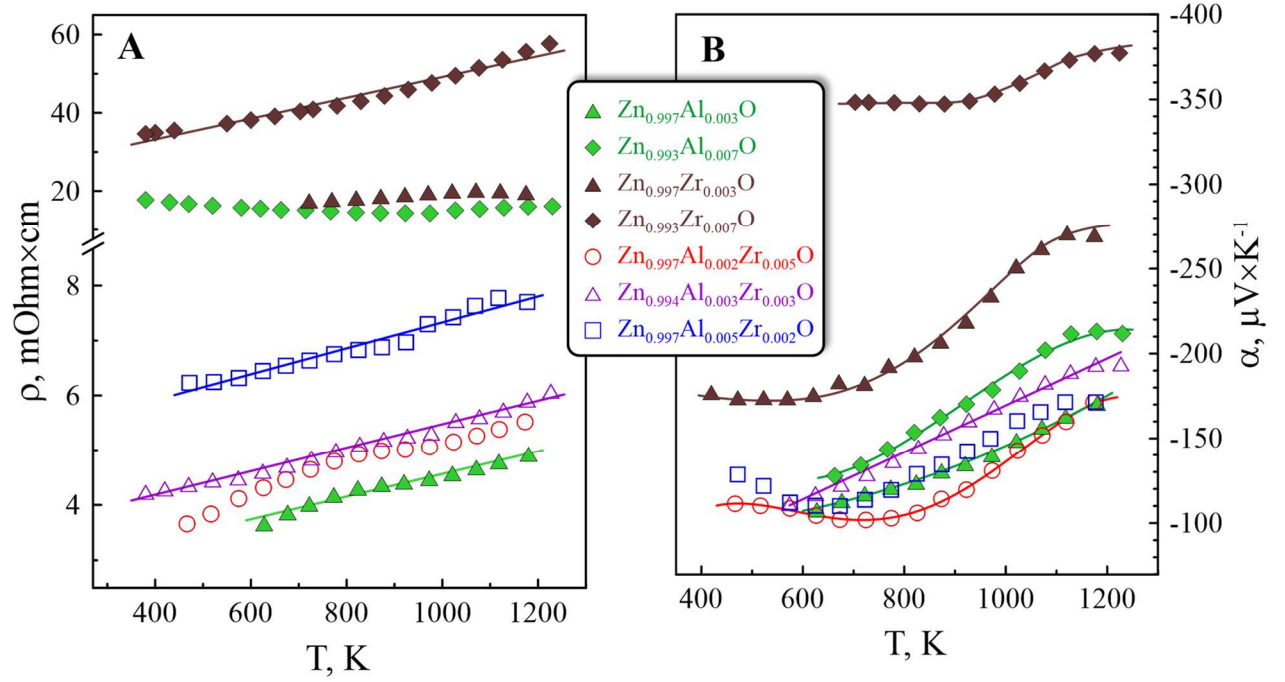 A
60
40
20
8
6
4
ρ, mOhm×cm
400 600 800 1000 1200
T, K
Zn0.997Al0.003O
Zn0.993Al0.007O
Zn0.997Zr0.003O
Zn0.993Zr0.007O
Zn0.997Al0.002Zr0.005O
Zn0.994Al0.003Zr0.003O
Zn0.997Al0.005Zr0.002O
B
-400
-350
-300
-250
-200
-150
-100
α, μV×K-1
400 600 800 1000 1200
T, K